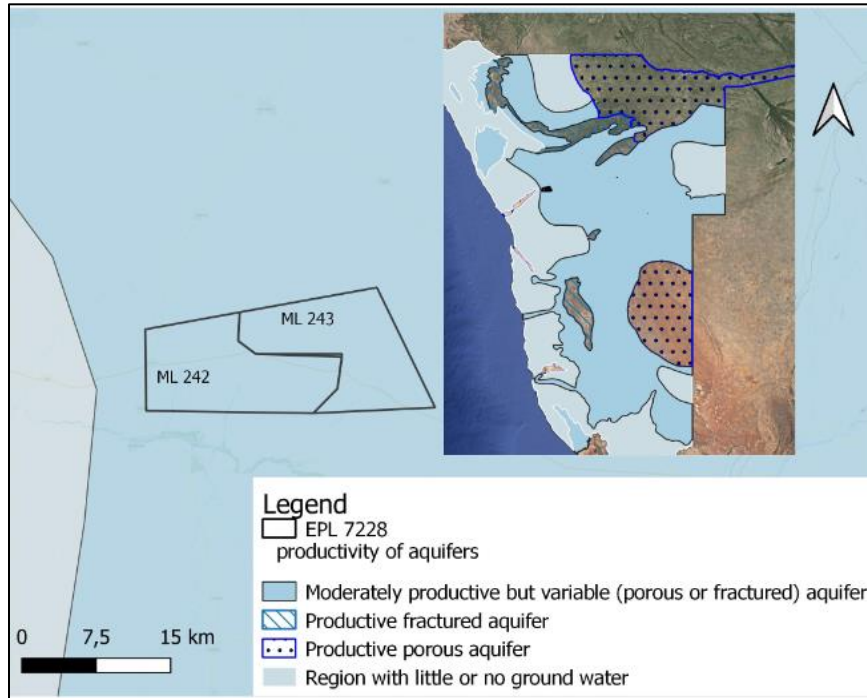 ML 243
ML 242
Legend
EPL 7228
productivity of aquifers
Moderately productive but variable (porous or fractured) aquifer
Productive fractured aquifer
Productive porous aquifer
Region with little or no ground water
0 7,5 15 km